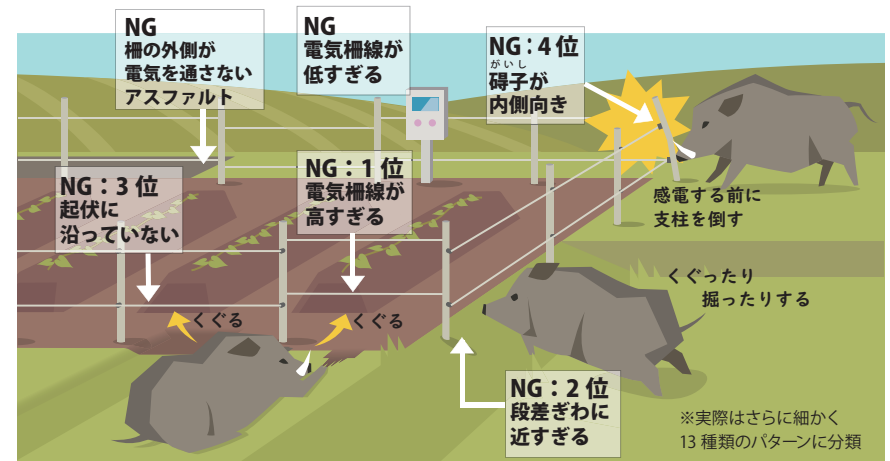 NG
柵の外側が
電気を通さない
アスファルト
NG
電気柵線が
低すぎる
NG：4位
がいし
碍子が
内側向き
NG：3位
起伏に
沿っていない
NG：1位
電気柵線が
高すぎる
感電する前に
支柱を倒す
くぐったり
掘ったりする
くぐる
くぐる
NG：2位
段差ぎわに
近すぎる
※実際はさらに細かく
13種類のパターンに分類